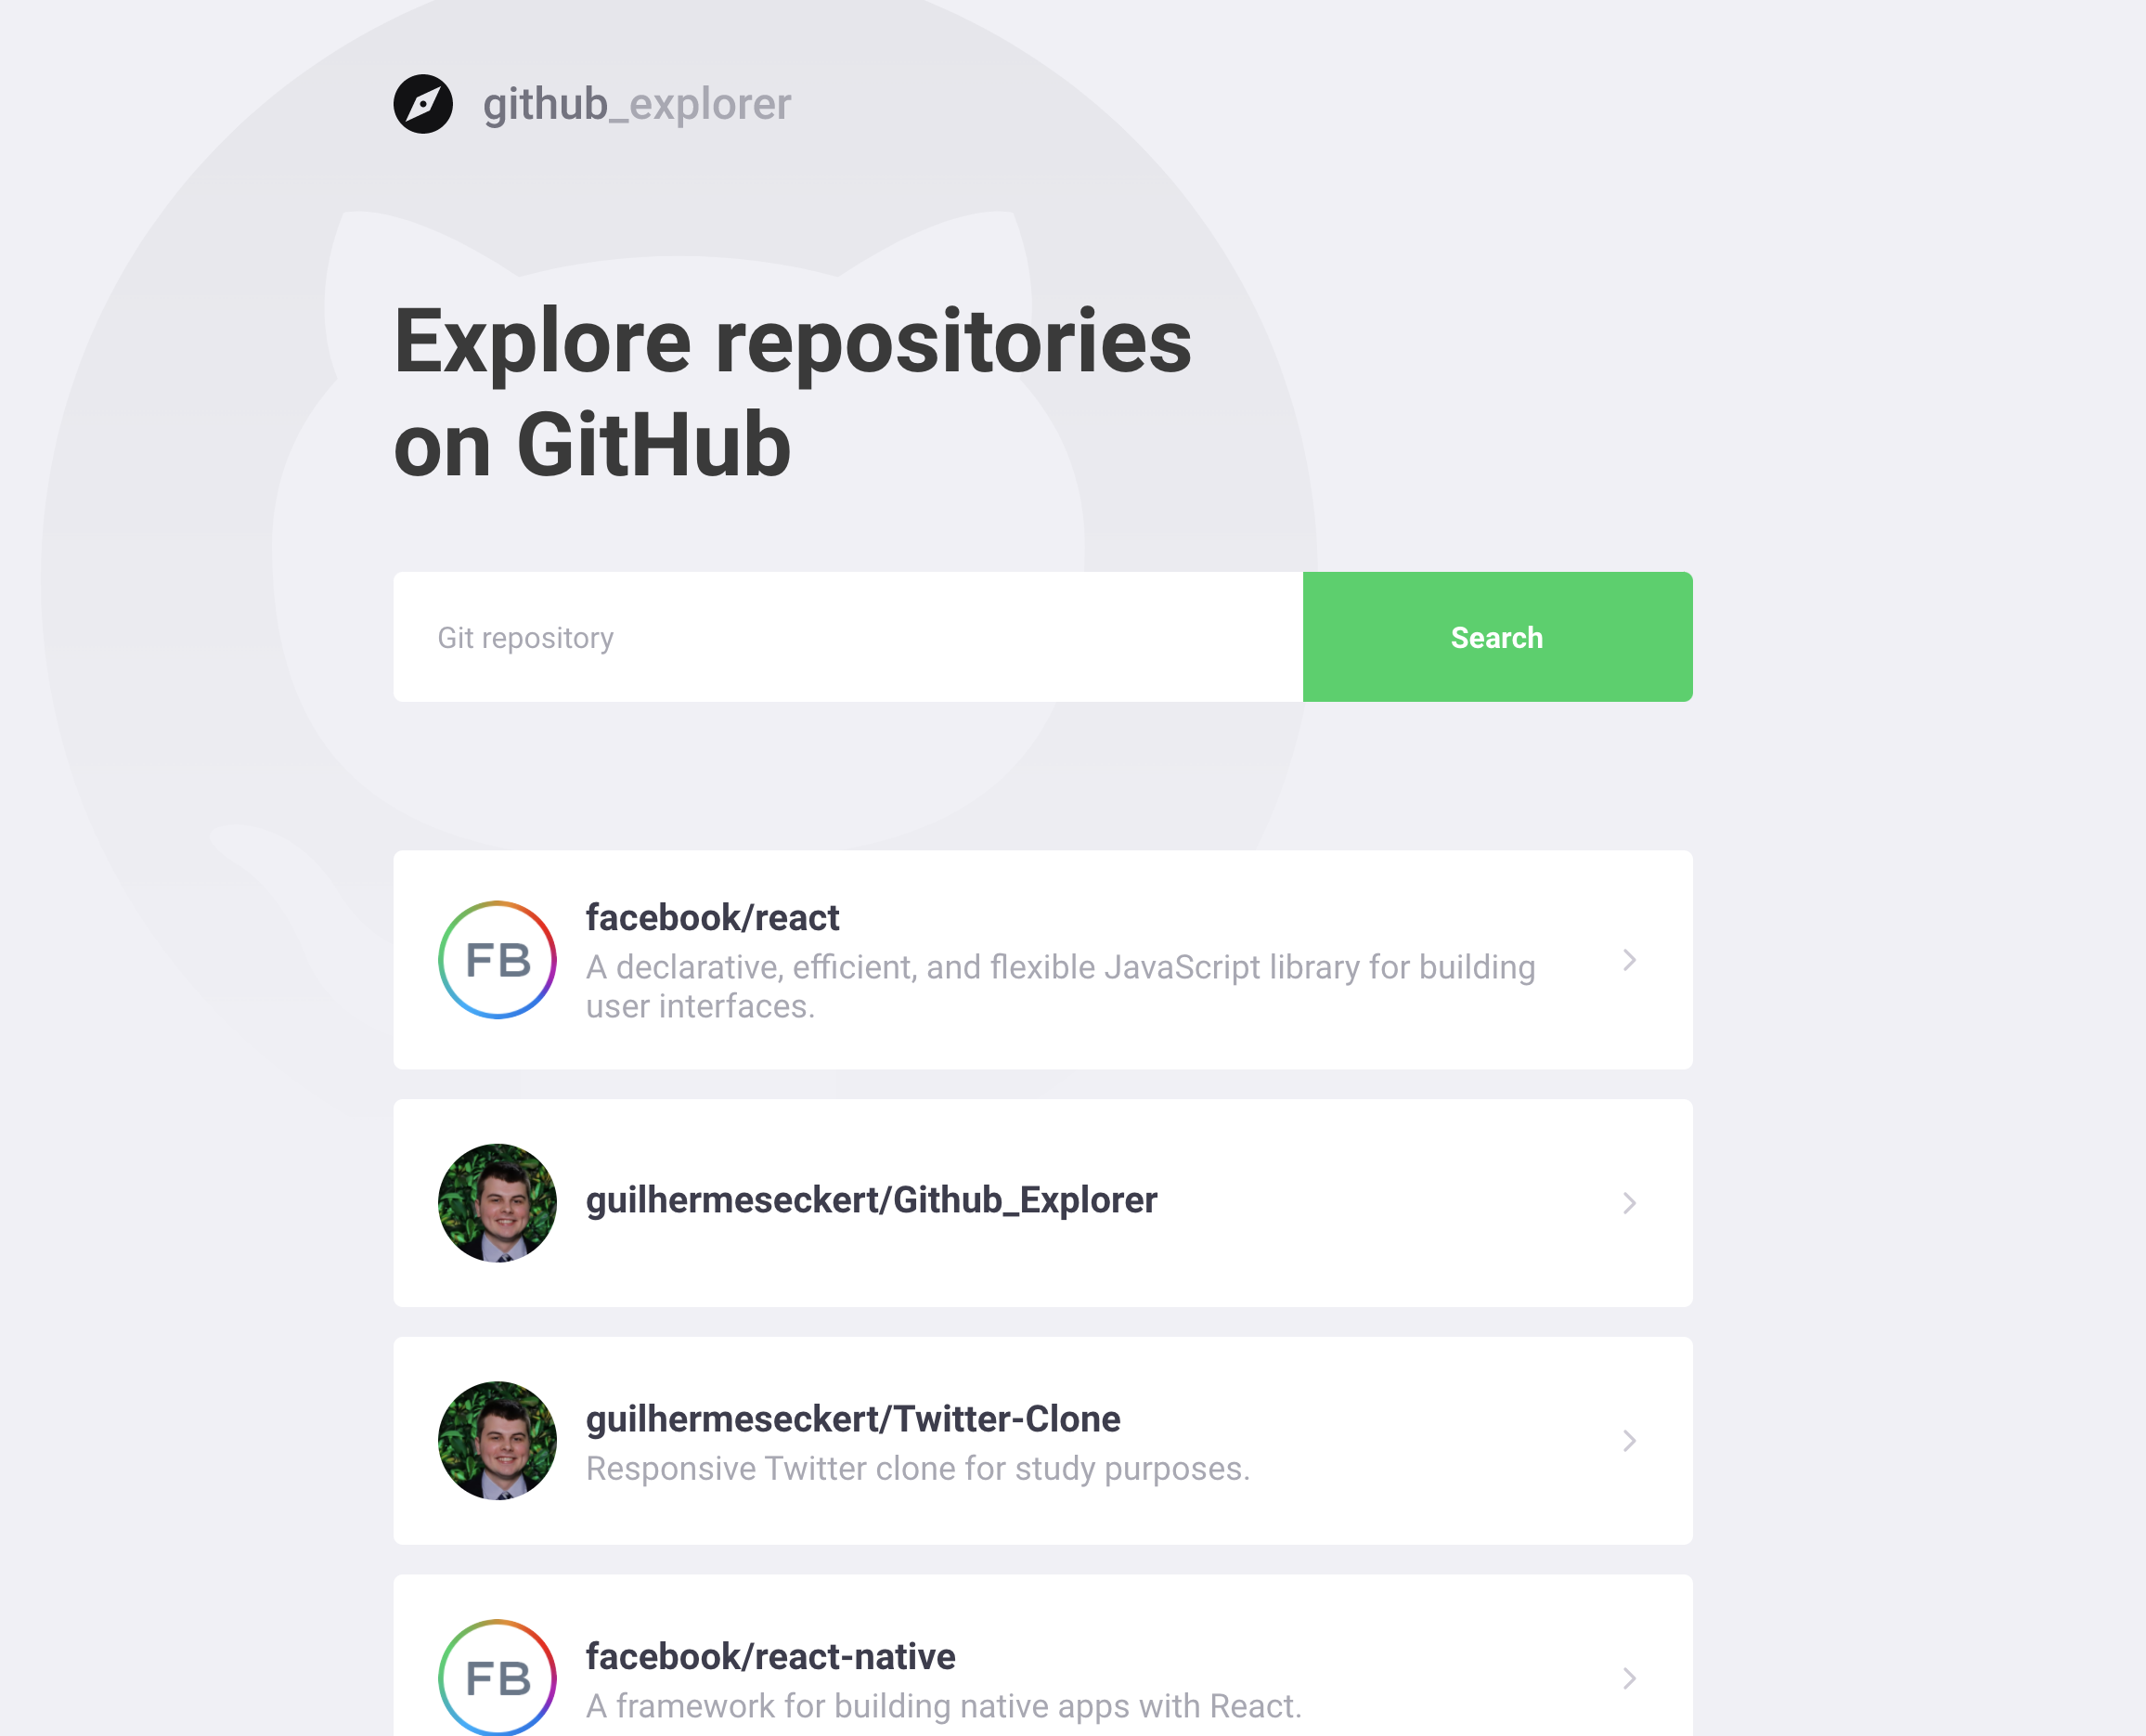 github_explorer
Explore repositories
on GitHub
Git repository
Search
FB
facebook/react
A declarative, efficient, and flexible JavaScript library for building
user interfaces.
guilhermeseckert/Github_Explorer
guilhermeseckert/Twitter-Clone
Responsive Twitter clone for study purposes.
FB
facebook/react-native
A framework for building native apps with React.